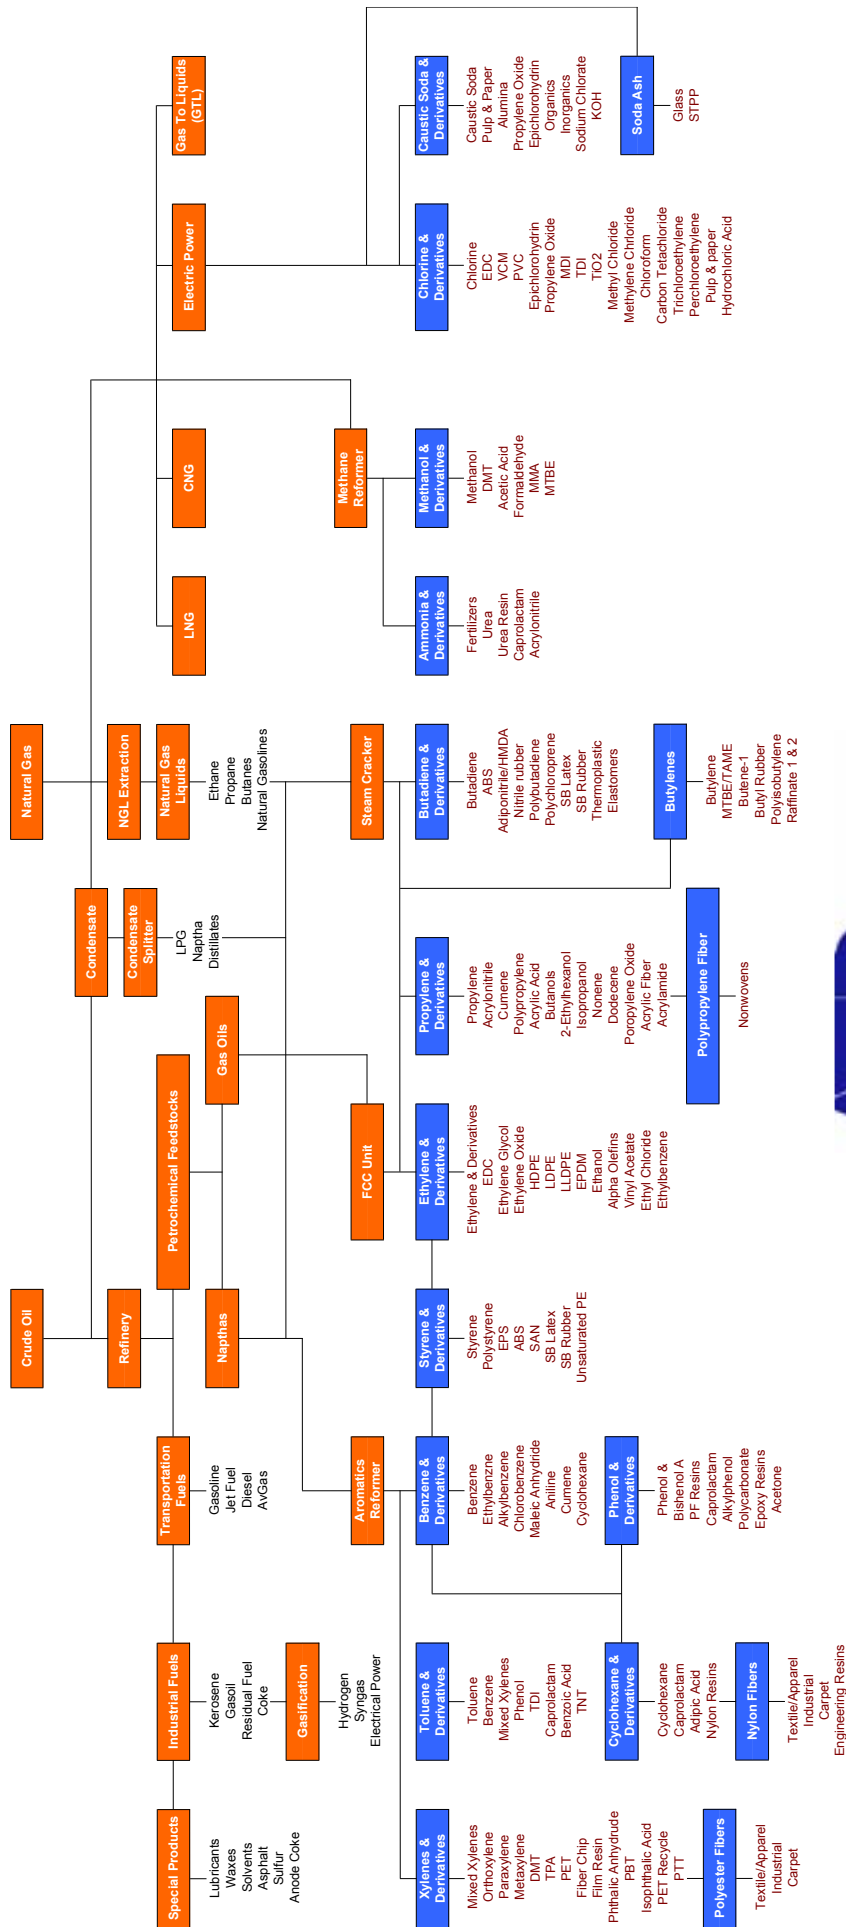 Crude Oil
Natural Gas
Condensate
Refinery
Condensate
Splitter
NGL Extraction
Special Products
Industrial Fuels
Transportation
Fuels
Petrochemical Feedstocks
Natural Gas
Liquids
LNG
CNG
Electric Power
Gas To Liquids
(GTL)
Lubricants
Waxes
Solvents
Asphalt
Sulfur
Anode Coke
Kerosene
Gasoil
Residual Fuel
Coke
Gasoline
Jet Fuel
Diesel
AvGas
Napthas
Gas Oils
LPG
Naptha
Distillates
Ethane
Propane
Butanes
Natural Gasolines
Gasification
Hydrogen
Syngas
Electrical Power
Aromatics
Reformer
FCC Unit
Steam Cracker
Methane
Reformer
Xylenes &
Derivatives
Toluene &
Derivatives
Benzene &
Derivatives
Styrene &
Derivatives
Ethylene &
Derivatives
Propylene &
Derivatives
Butadiene &
Derivatives
Ammonia &
Derivatives
Methanol &
Derivatives
Chlorine &
Derivatives
Caustic Soda &
Derivatives
Mixed Xylenes
Orthoxylene
Paraxylene
Metaxylene
DMT
TPA
PET
Fiber Chip
Film Resin
Phthalic Anhydrude
PBT
Isophthalic Acid
PET Recycle
PTT
Toluene
Benzene
Mixed Xylenes
Phenol
TDI
Caprolactam
Benzoic Acid
TNT
Benzene
Ethylbenzne
Alkylbenzene
Chlorobenzene
Maleic Anhydride
Aniline
Cumene
Cyclohexane
Styrene
Polystyrene
EPS
ABS
SAN
SB Latex
SB Rubber
Unsaturated PE
Ethylene & Derivatives
EDC
Ethylene Glycol
Ethylene Oxide
HDPE
LDPE
LLDPE
EPDM
Ethanol
Alpha Olefins
Vinyl Acetate
Ethyl Chloride
Ethylbenzene
Propylene
Acrylonitrile
Cumene
Polypropylene
Acrylic Acid
Butanols
2-Ethylhexanol
Isopropanol
Nonene
Dodecene
Poropylene Oxide
Acrylic Fiber
Acrylamide
Butadiene
ABS
Adiponitrile/HMDA
Nitrile rubber
Polybutadiene
Polychloroprene
SB Latex
SB Rubber
Thermoplastic
Elastomers
Fertilizers
Urea
Urea Resin
Caprolactam
Acrylonitrile
Methanol
DMT
Acetic Acid
Formaldehyde
MMA
MTBE
Chlorine
EDC
VCM
PVC
Epichlorohydrin
Propylene Oxide
MDI
TDI
TiO2
Methyl Chloride
Methylene Chrloride
Chloroform
Carbon Tetachloride
Trichloroethylene
Perchloroethylene
Pulp & paper
Hydrochloric Acid
Caustic Soda
Pulp & Paper
Alumina
Propylene Oxide
Epichlorohydrin
Organics
Inorganics
Sodium Chlorate
KOH
Cyclohexane &
Derivatives
Phenol &
Derivatives
Soda Ash
Cyclohexane
Caprolactam
Adipic Acid
Nylon Resins
Phenol &
Bishenol A
PF Resins
Caprolactam
Alkylphenol
Polycarbonate
Epoxy Resins
Acetone
Butylenes
Glass
STPP
Polyester Fibers
Nylon Fibers
Polypropylene Fiber
Butylene
MTBE/TAME
Butene-1
Butyl Rubber
Polyisobutylene
Raffinate 1 & 2
Textile/Apparel
Industrial
Carpet
Textile/Apparel
Industrial
Carpet
Engineering Resins
Nonwovens